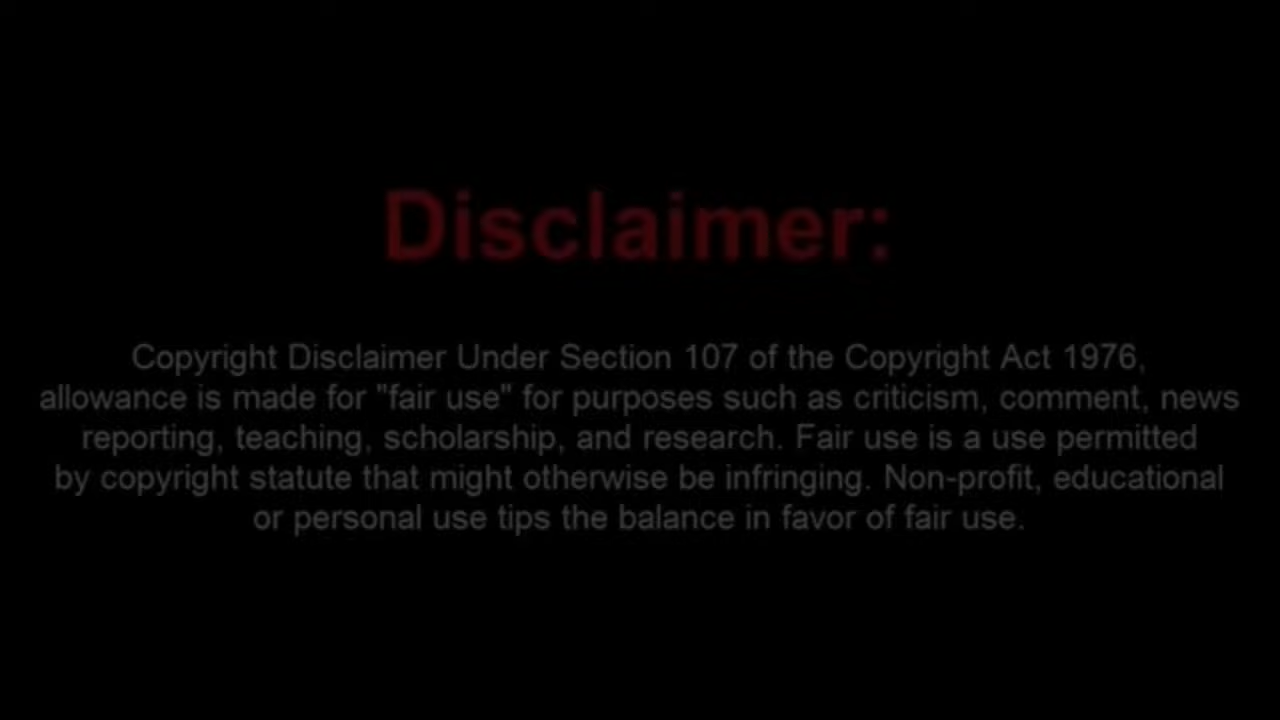 Disclaimer:
Copyright Disclaimer Under Section 107 of the Copyright Act 1976,
allowance is made for "fair use" for purposes such as criticism, comment, news
reporting, teaching, scholarship, and research. Fair use is a use permitted
by copyright statute that might otherwise be infringing. Non-profit, educational
or personal use tips the balance in favor of fair use.